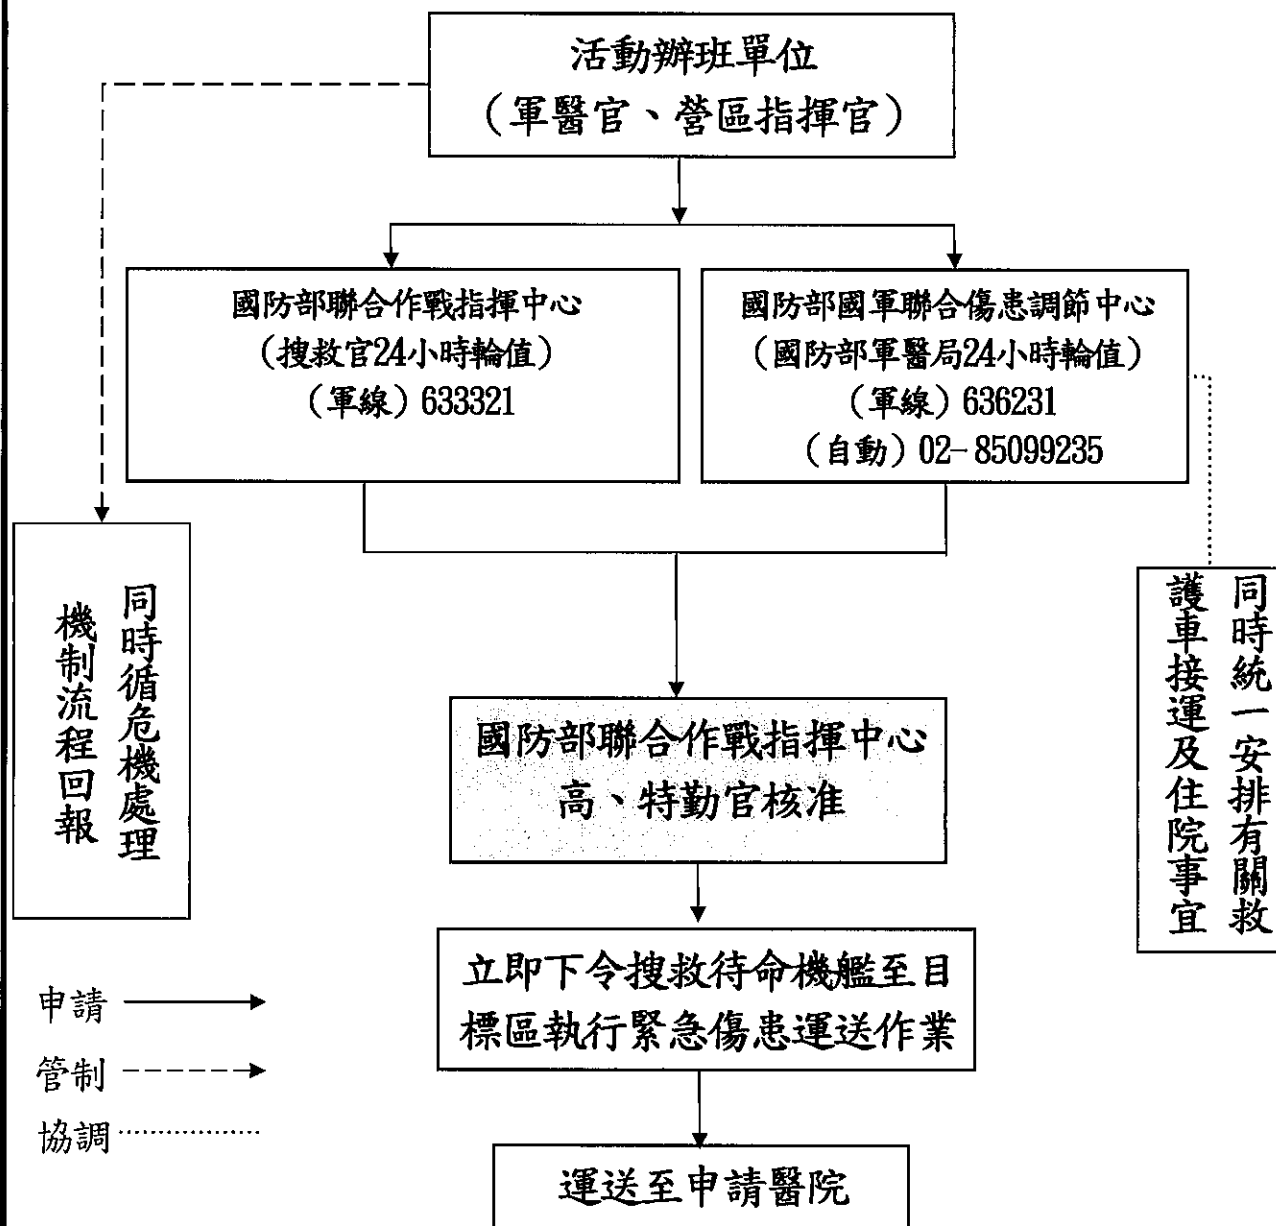 活動辦班單位
（軍醫官、營區指揮官）
國防部聯合作戰指揮中心
（搜救官24小時輪值）
（軍線）633321
國防部國軍聯合傷患調節中心
（國防部軍醫局24小時輪值）
（軍線）636231
（自動）02-85099235
同時循危機處理
機制流程回報
同時統一安排有關救
護車接運及住院事宜
國防部聯合作戰指揮中心
高、特勤官核准
立即下令搜救待命機艦至目
標區執行緊急傷患運送作業
運送至申請醫院
申請
管制
協調